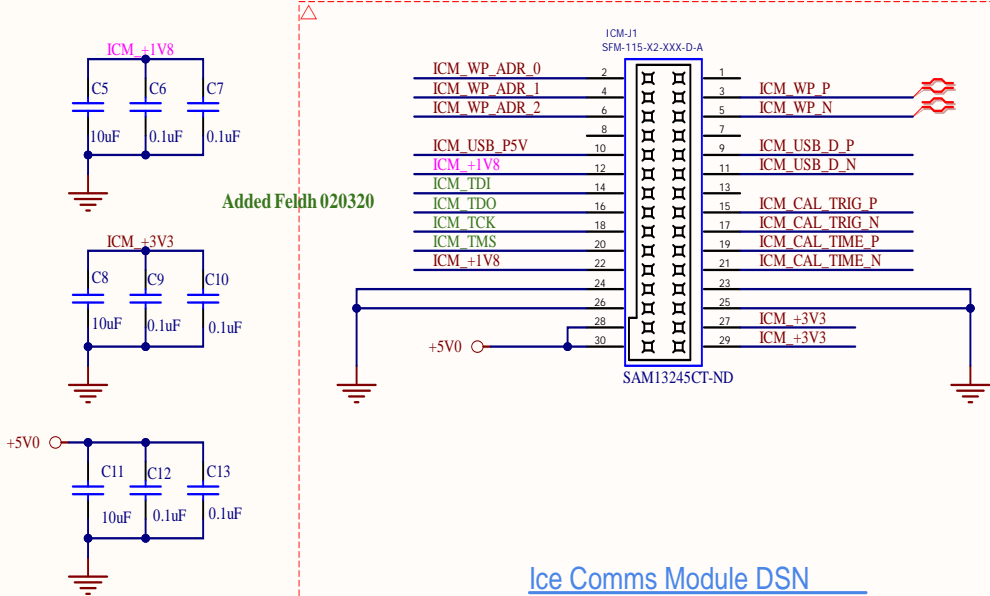 ICM_+1V8
C5
C6
C7
10uF
0.1uF
0.1uF
Added Feldh 020320
ICM_+3V3
C8
C9
C10
10uF
0.1uF
0.1uF
+5V0
C11
C12
C13
10uF
0.1uF
0.1uF
ICM-J1
SFM-115-X2-XXX-D-A
ICM_WP_ADR_0 2 1
ICM_WP_ADR_1 4 3 ICM_WP_P
ICM_WP_ADR_2 6 5 ICM_WP_N
8 7
ICM_USB_P5V 10 9 ICM_USB_D_P
ICM_+1V8 12 11 ICM_USB_D_N
ICM_TDI 14 13
ICM_TDO 16 15 ICM_CAL_TRIG_P
ICM_TCK 18 17 ICM_CAL_TRIG_N
ICM_TMS 20 19 ICM_CAL_TIME_P
ICM_+1V8 22 21 ICM_CAL_TIME_N
24 23
26 25
28 27 ICM_+3V3
+5V0 30 29 ICM_+3V3
SAM13245CT-ND
Ice Comms Module DSN